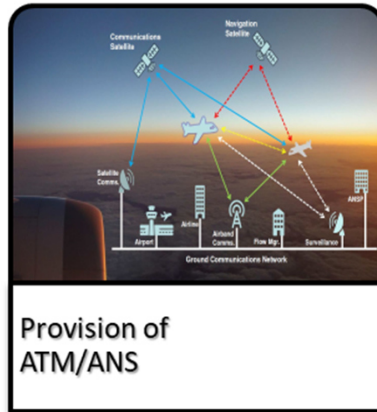 Communications
Satellite
Navigation
Satellite
Satellite
Comms.
Airport
Airline
Airband
Comms.
Flow Mgr.
Surveillance
ANSP
Ground Communications Network
Provision of
ATM/ANS